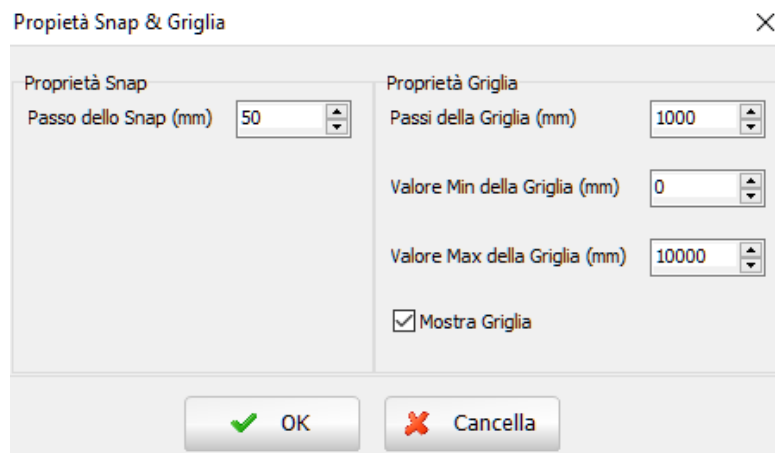 Propietà Snap & Griglia
Proprietà Snap
Passo dello Snap (mm) 50
Proprietà Griglia
Passi della Griglia (mm) 1000
Valore Min della Griglia (mm) 0
Valore Max della Griglia (mm) 10000
Mostra Griglia
OK
Cancella